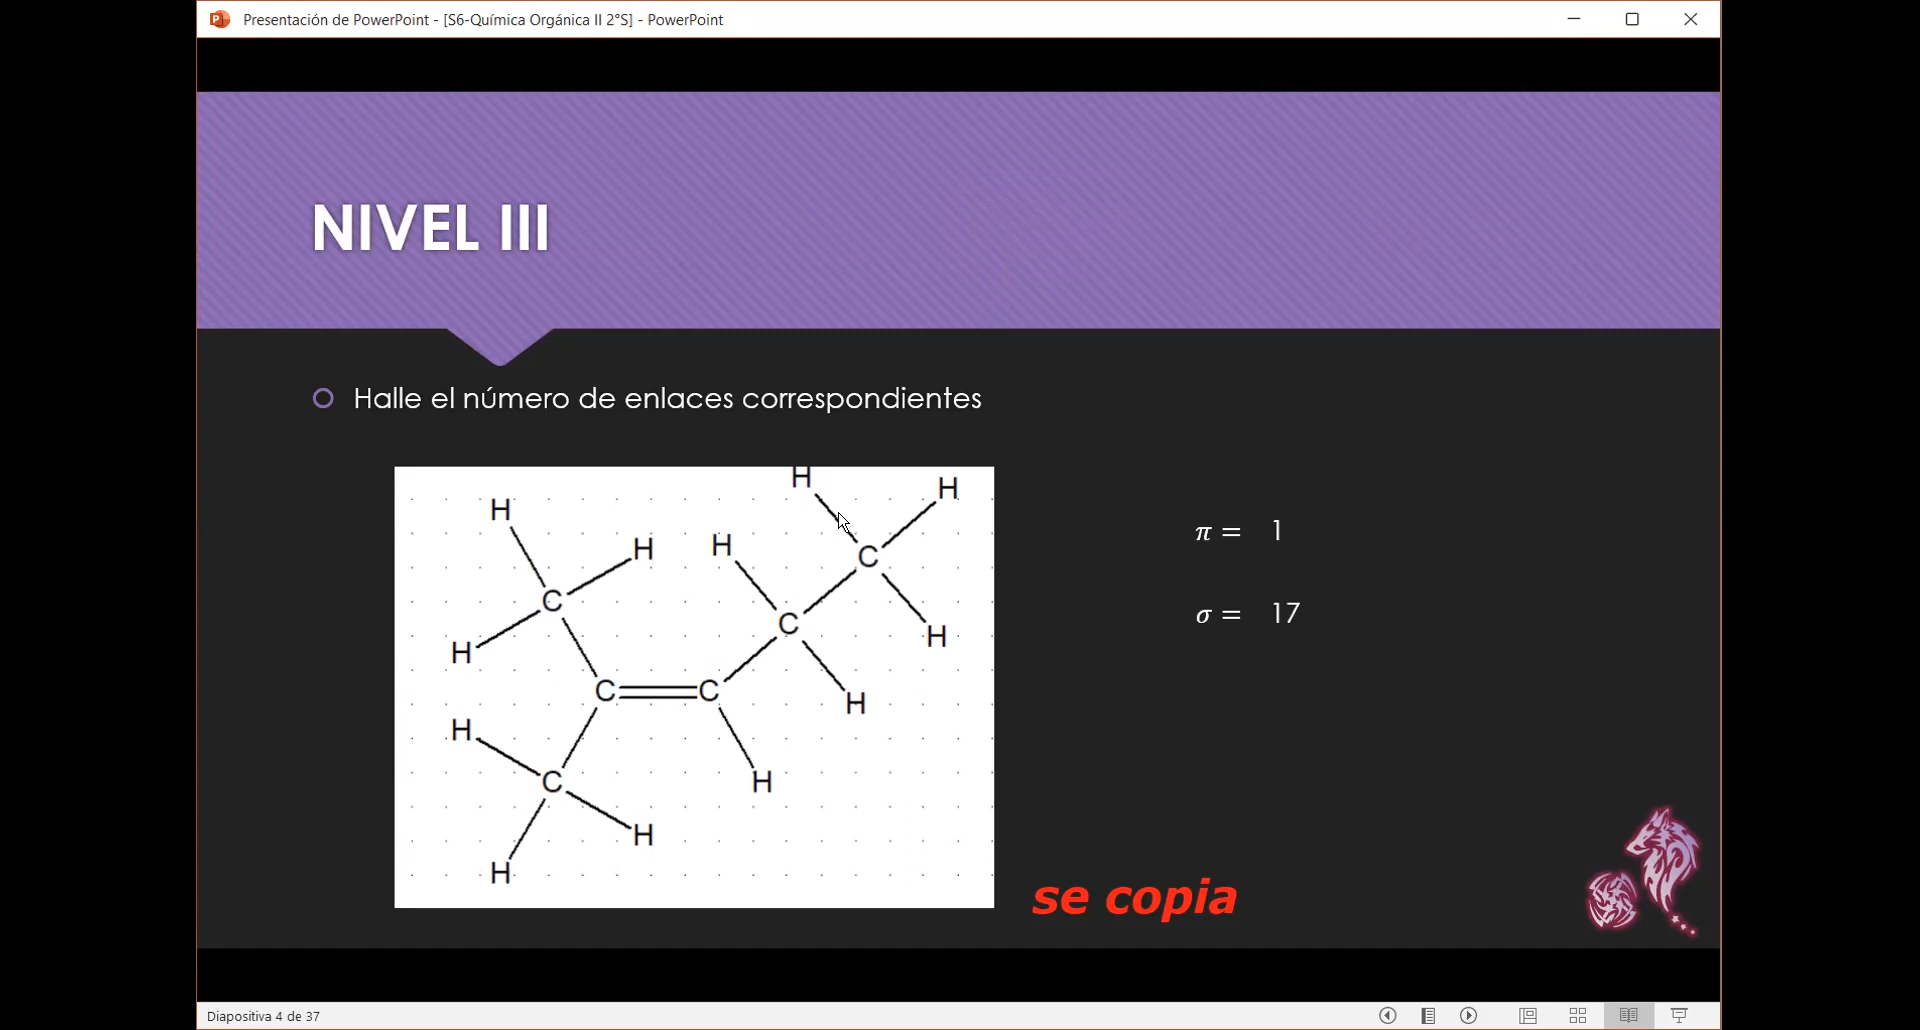 Presentación de PowerPoint - [S6-Química Orgánica II 2°S] - PowerPoint
NIVEL III
Halle el número de enlaces correspondientes
H H
H
H H
C
C
H
C
H
C C
H
H
C
H
H
H
π = 1
σ = 17
se copia
Diapositiva 4 de 37